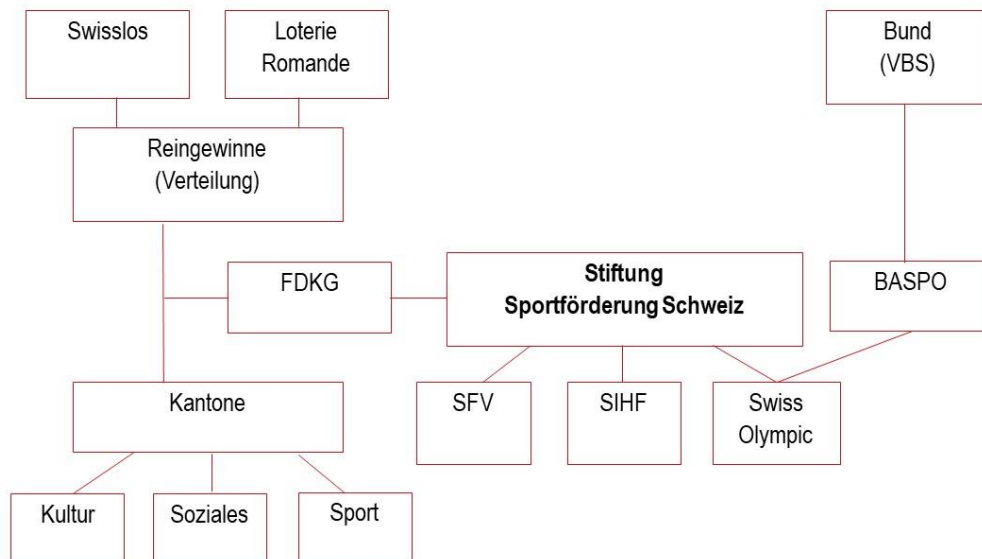 Swisslos
Loterie
Romande
Bund
(VBS)
Reingewinne
(Verteilung)
FDKG
Stiftung
Sportförderung Schweiz
BASPO
Kantone
SFV
SIHF
Swiss
Olympic
Kultur
Soziales
Sport